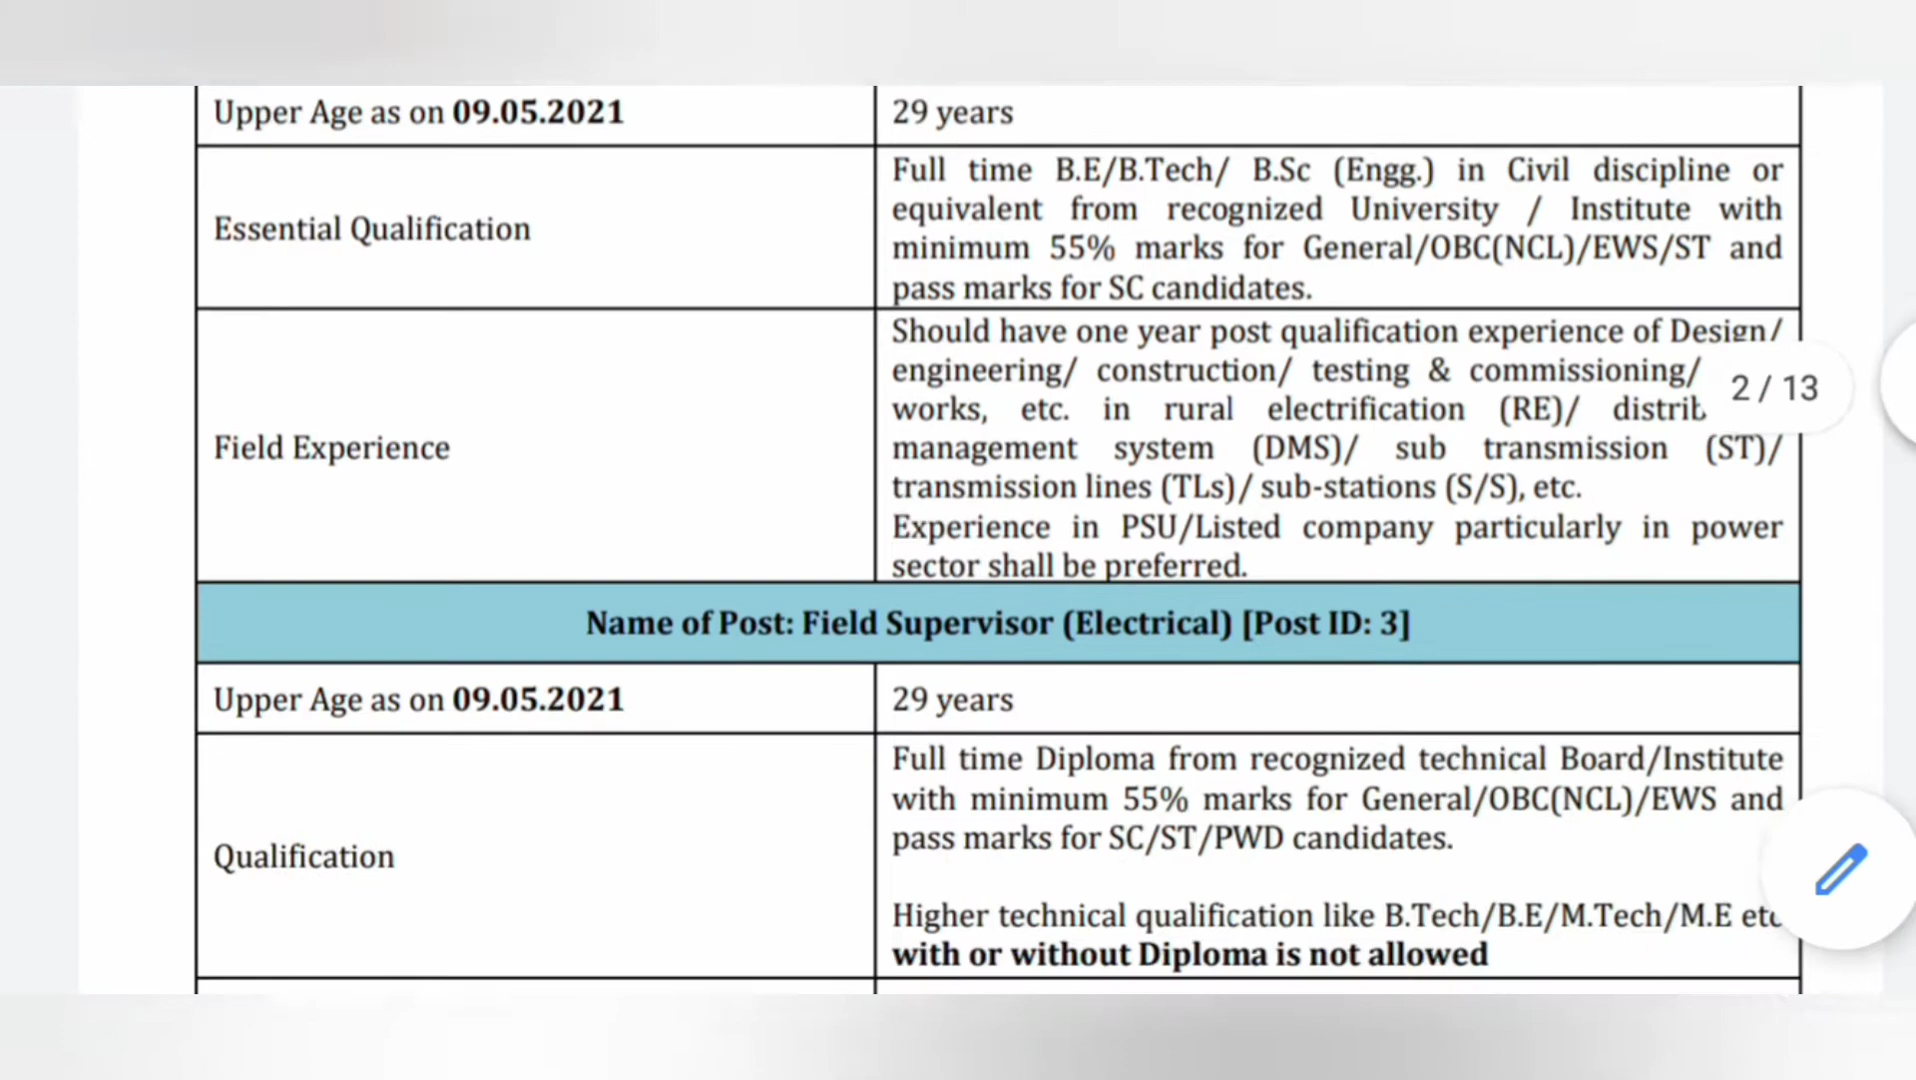 Upper Age as on 09.05.2021
29 years
Essential Qualification
Full time B.E/B.Tech/ B.Sc (Engg.) in Civil discipline or
equivalent from recognized University / Institute with
minimum 55% marks for General/OBC(NCL)/EWS/ST and
pass marks for SC candidates.
Field Experience
Should have one year post qualification experience of Design/
engineering/ construction/ testing & commissioning/
works, etc. in rural electrification (RE)/
management system (DMS)/ sub transmission (ST)/
transmission lines (TLs)/ sub-stations (S/S), etc.
Experience in PSU/Listed company particularly in power
sector shall be preferred.
2 / 13
Name of Post: Field Supervisor (Electrical) [Post ID: 3]
Upper Age as on 09.05.2021
29 years
Qualification
Full time Diploma from recognized technical Board/Institute
with minimum 55% marks for General/OBC(NCL)/EWS and
pass marks for SC/ST/PWD candidates.
Higher technical qualification like B.Tech/B.E/M.Tech/M.E etc
with or without Diploma is not allowed